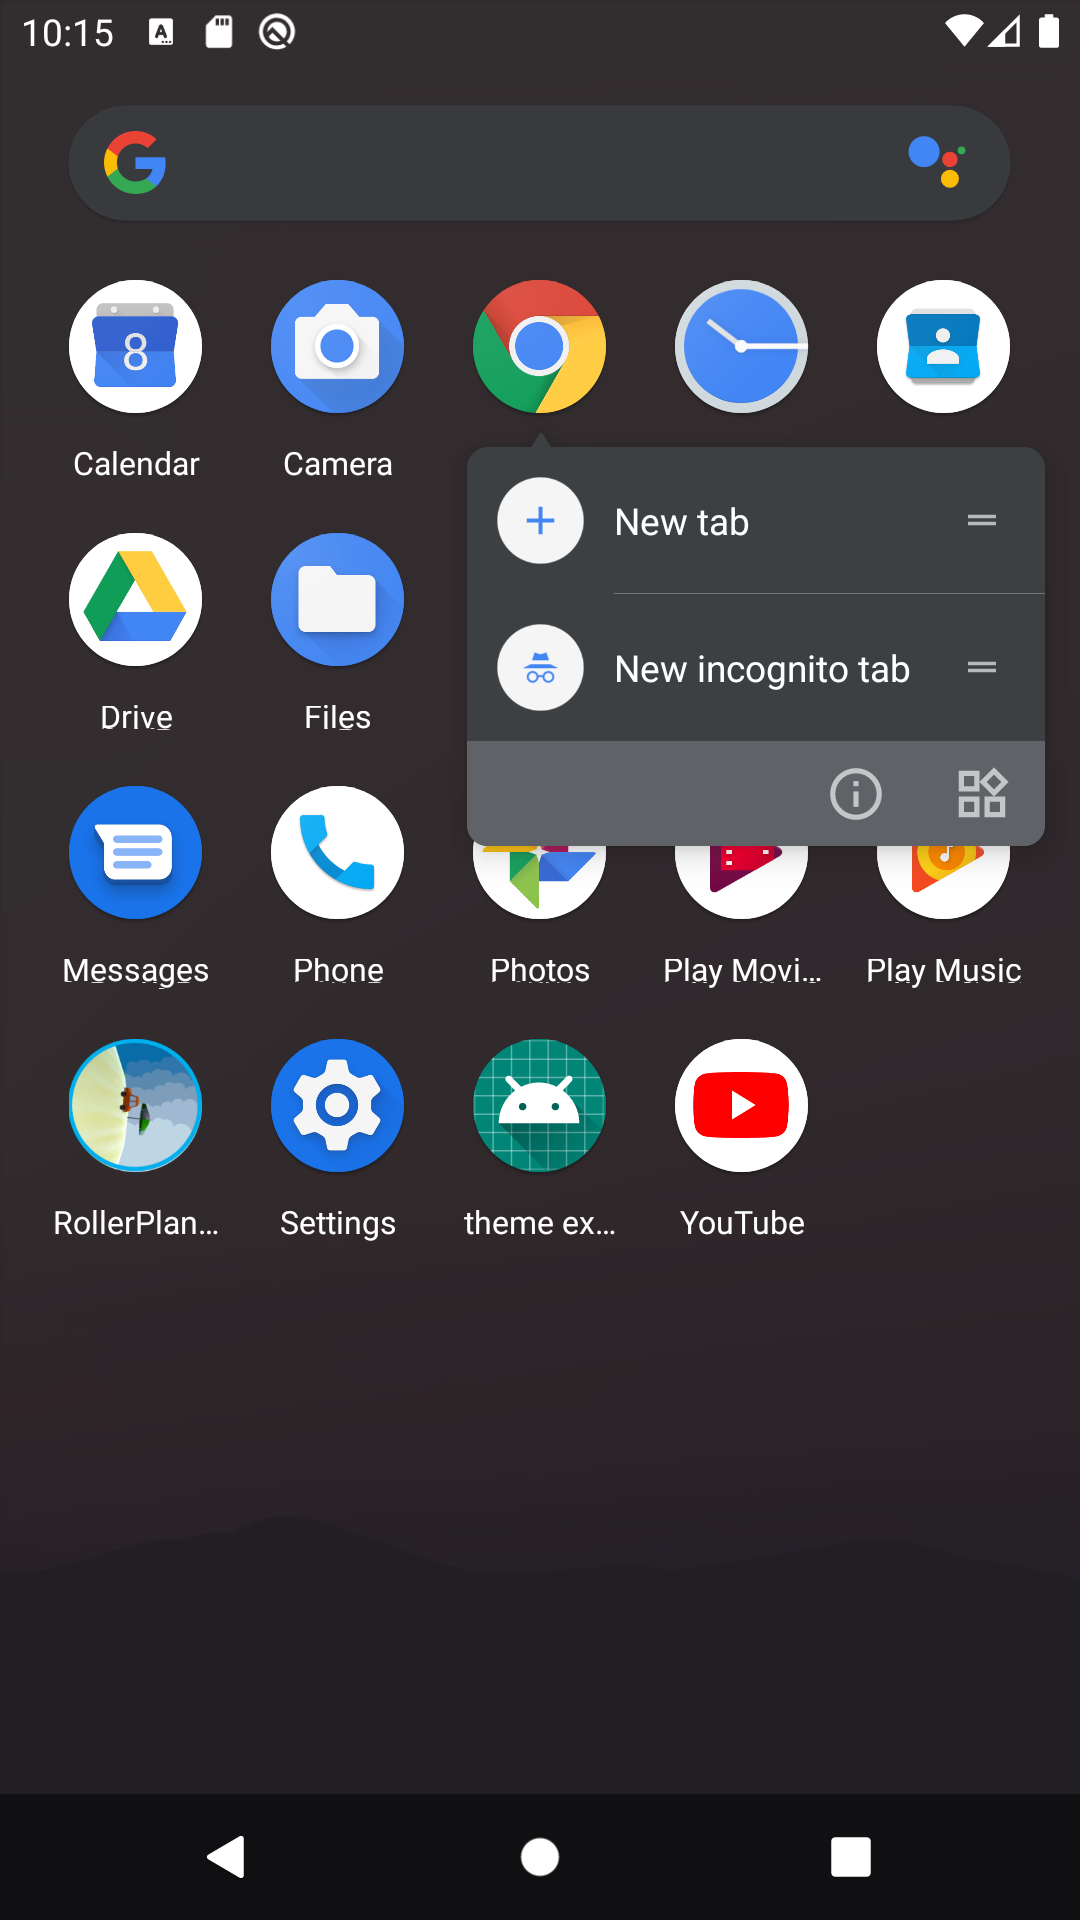 10:15
Calendar
Camera
New tab
New incognito tab
Drive
Files
Messages
Phone
Photos
Play Movi...
Play Music
RollerPlan...
Settings
theme ex...
YouTube
8